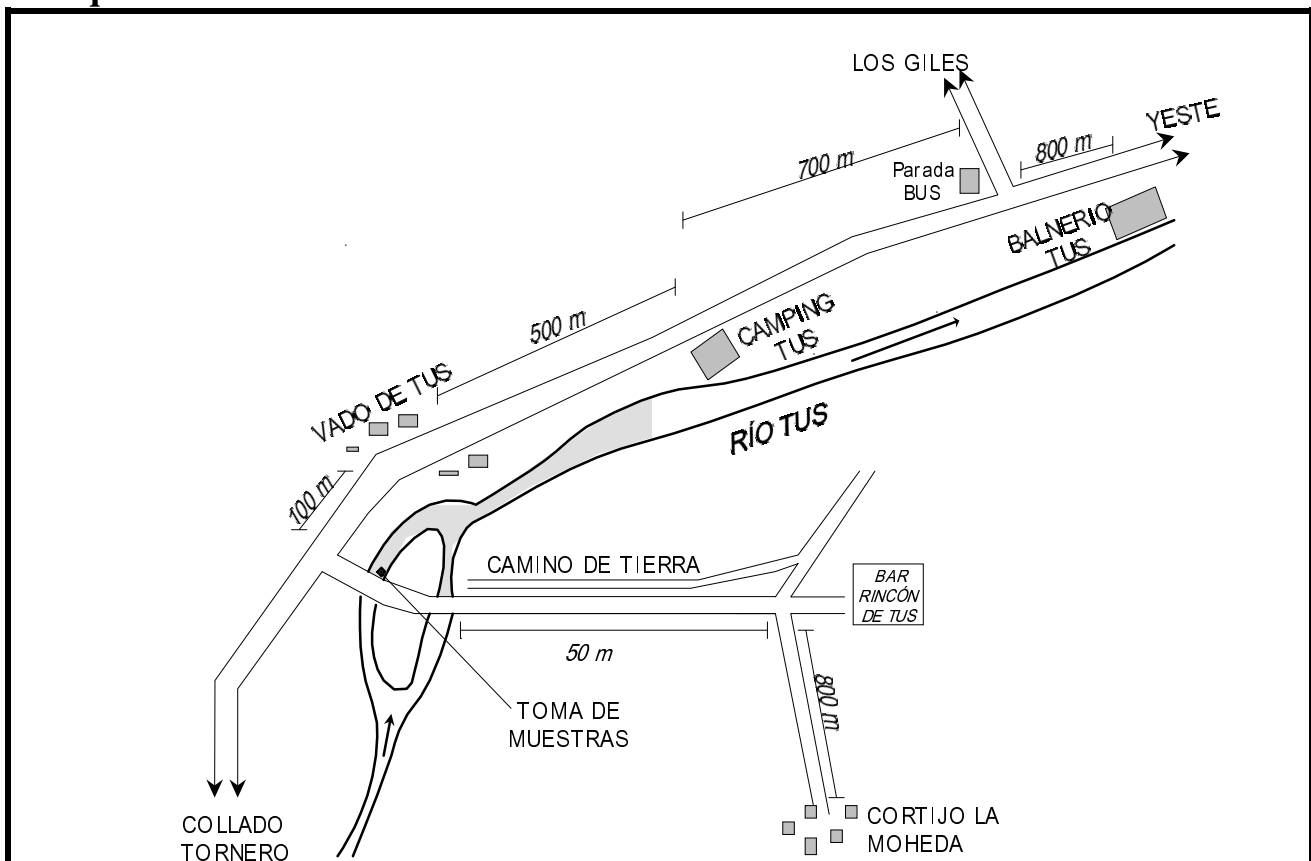 LOS GILES
YESTE
800 m
700 m
Parada
BUS
BALNERIO
TUS
500 m
CAMPING
TUS
VADO DE TUS
RÍO TUS
100 m
CAMINO DE TIERRA
BAR
RINCÓN
DE TUS
50 m
800 m
TOMA DE
MUESTRAS
COLLADO
TORNERO
CORTIJO LA
MOHEDA